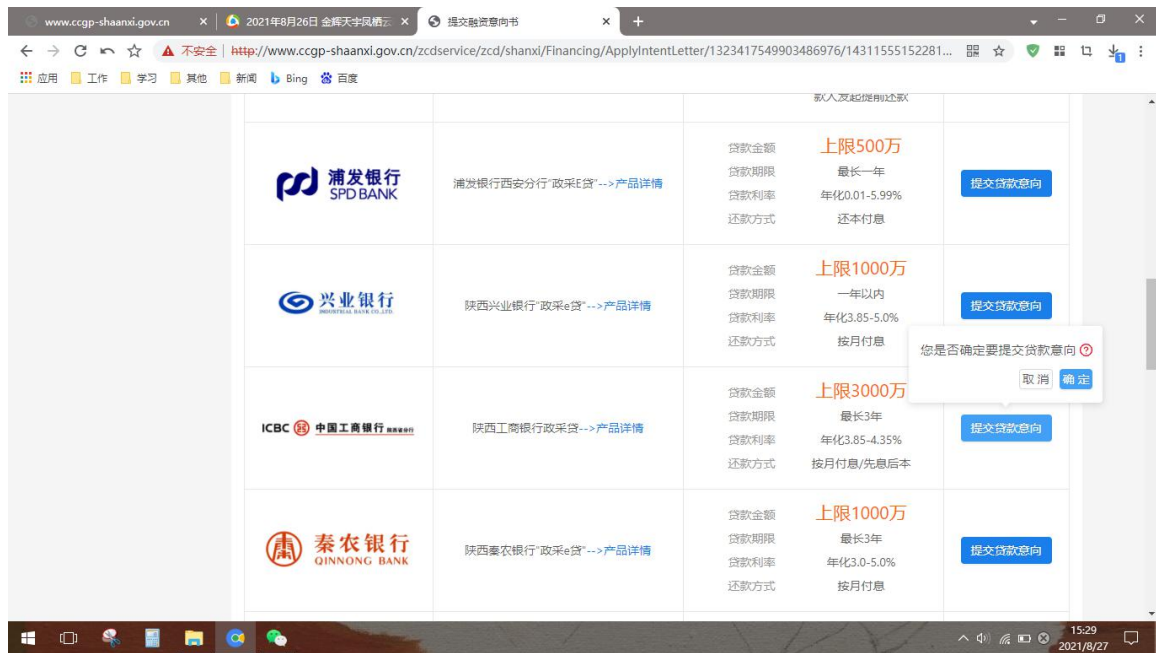 www.ccgp-shaanxi.gov.cn
2021年8月26日 金辉天宇凤栖云
提交融资意向书
不安全 http://www.ccgp-shaanxi.gov.cn/zcdservice/zcd/shanxi/Financing/ApplyIntentLetter/1323417549903486976/14311555152281...
应用 工作 学习 其他 新闻 Bing 百度
款人发起提前还款
浦发银行
SPD BANK
浦发银行西安分行"政采E贷"-->产品详情
贷款金额 上限500万
贷款期限 最长一年
贷款利率 年化0.01-5.99%
还款方式 还本付息
提交贷款意向
兴业银行
INDUSTRIAL BANK CO.,LTD.
陕西兴业银行"政采e贷"-->产品详情
贷款金额 上限1000万
贷款期限 一年以内
贷款利率 年化3.85-5.0%
还款方式 按月付息
提交贷款意向
您是否确定要提交贷款意向
取 消 确 定
ICBC 中国工商银行
陕西工商银行政采贷-->产品详情
贷款金额 上限3000万
贷款期限 最长3年
贷款利率 年化3.85-4.35%
还款方式 按月付息/先息后本
提交贷款意向
秦农银行
QINNONG BANK
陕西秦农银行"政采e贷"-->产品详情
贷款金额 上限1000万
贷款期限 最长3年
贷款利率 年化3.0-5.0%
还款方式 按月付息
提交贷款意向
15:29
2021/8/27